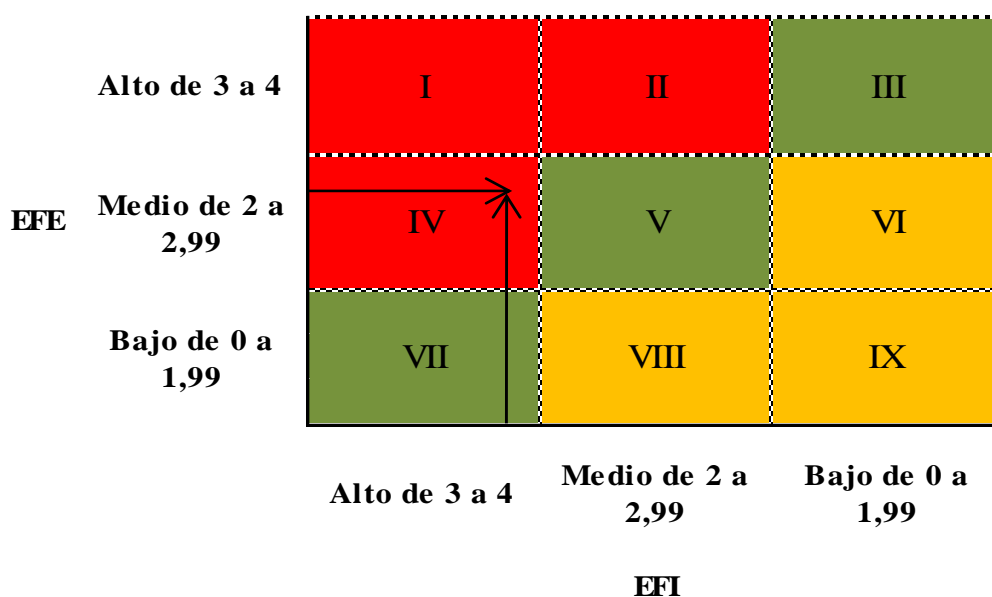 Alto de 3 a 4
I
II
III
EFE
Medio de 2 a
2,99
IV
V
VI
Bajo de 0 a
1,99
VII
VIII
IX
Alto de 3 a 4
Medio de 2 a
2,99
Bajo de 0 a
1,99
EFI